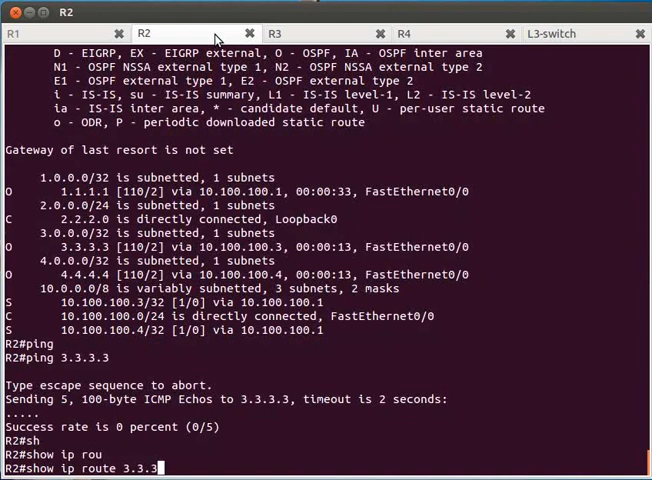 R2
R1
R2
R3
R4
L3-switch
D - EIGRP, EX - EIGRP external, O - OSPF, IA - OSPF inter area
N1 - OSPF NSSA external type 1, N2 - OSPF NSSA external type 2
E1 - OSPF external type 1, E2 - OSPF external type 2
i - IS-IS, su - IS-IS summary, L1 - IS-IS level-1, L2 - IS-IS level-2
ia - IS-IS inter area, * - candidate default, U - per-user static route
o - ODR, P - periodic downloaded static route
Gateway of last resort is not set
1.0.0.0/32 is subnetted, 1 subnets
O 1.1.1.1 [110/2] via 10.100.100.1, 00:00:33, FastEthernet0/0
2.0.0.0/24 is subnetted, 1 subnets
C 2.2.2.0 is directly connected, Loopback0
3.0.0.0/32 is subnetted, 1 subnets
O 3.3.3.3 [110/2] via 10.100.100.3, 00:00:13, FastEthernet0/0
4.0.0.0/32 is subnetted, 1 subnets
O 4.4.4.4 [110/2] via 10.100.100.4, 00:00:13, FastEthernet0/0
10.0.0.0/8 is variably subnetted, 3 subnets, 2 masks
S 10.100.100.3/32 [1/0] via 10.100.100.1
C 10.100.100.0/24 is directly connected, FastEthernet0/0
S 10.100.100.4/32 [1/0] via 10.100.100.1
R2#ping
R2#ping 3.3.3.3
Type escape sequence to abort.
Sending 5, 100-byte ICMP Echos to 3.3.3.3, timeout is 2 seconds:
.....
Success rate is 0 percent (0/5)
R2#sh
R2#show ip rou
R2#show ip route 3.3.3